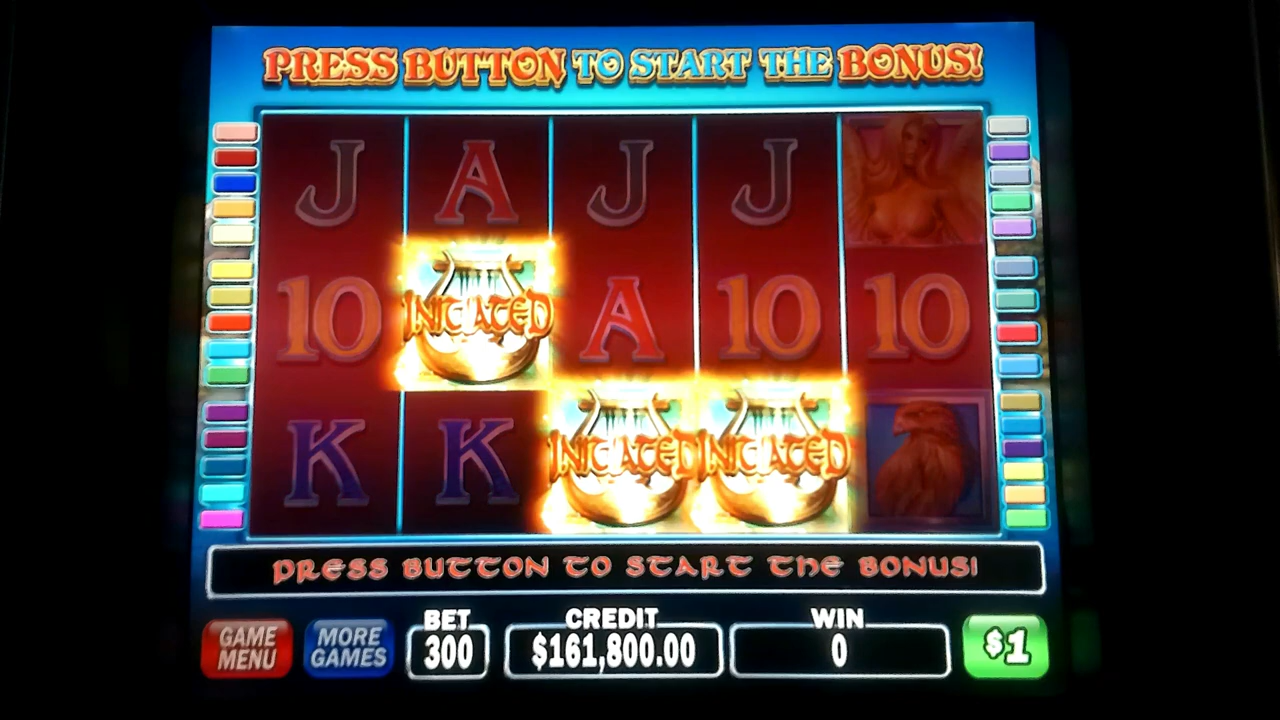 PRESS BUTTON TO START THE BONUS!
J A J J
10 INITIATED A 10 10
K K INITIATED INITIATED
PRESS BUTTON TO START THE BONUS!
BET CREDIT WIN
GAME MENU MORE GAMES 300 $161,800.00 0 $1